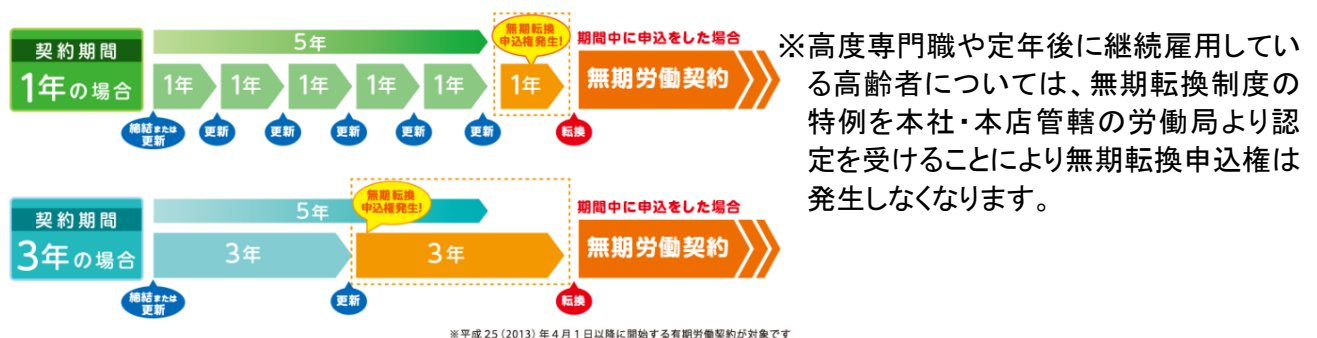 契約期間
1年の場合
5年
無期転換
申込権発生!
期間中に申込をした場合
1年
1年
1年
1年
1年
1年
無期労働契約
締結または
更新
更新
更新
更新
更新
更新
転換
契約期間
3年の場合
5年
無期転換
申込権発生!
期間中に申込をした場合
3年
3年
無期労働契約
締結または
更新
更新
転換
※平成25(2013)年4月1日以降に開始する有期労働契約が対象です
※高度専門職や定年後に継続雇用してい
る高齢者については、無期転換制度の
特例を本社・本店管轄の労働局より認
定を受けることにより無期転換申込権は
発生しなくなります。